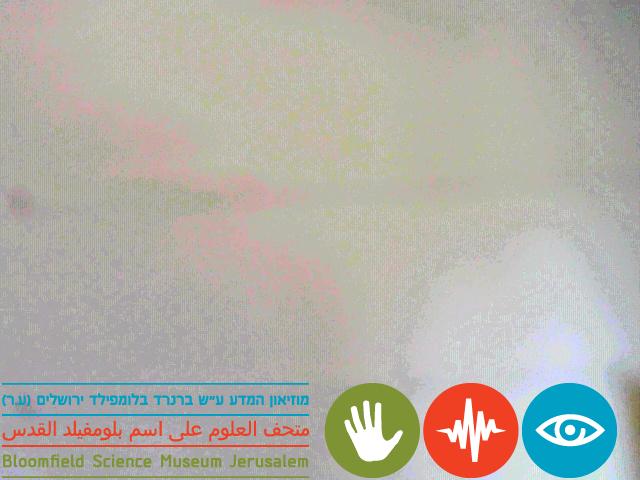 מוזיאון המדע ע״ש ברנרד בלומפילד ירושלים (ע.ר)
متحف العلوم على اسم بلومفيلد القدس
Bloomfield Science Museum Jerusalem